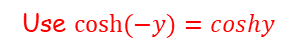 Use cosh(−y) = coshy